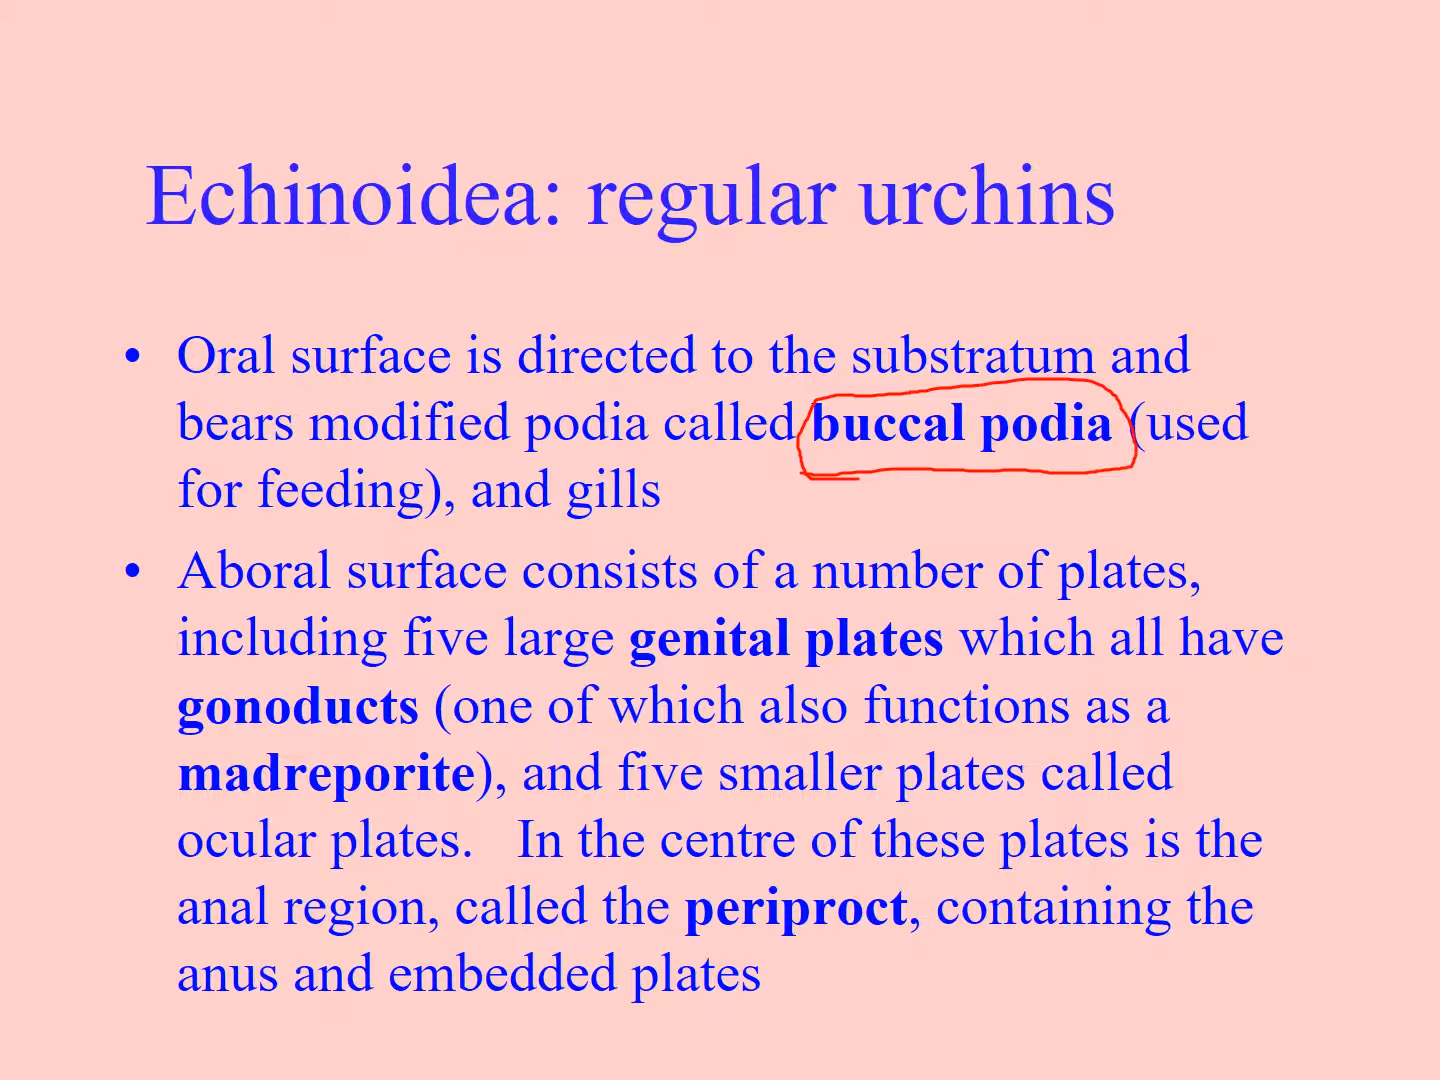 Echinoidea: regular urchins
• Oral surface is directed to the substratum and
bears modified podia called buccal podia (used
for feeding), and gills
• Aboral surface consists of a number of plates,
including five large genital plates which all have
gonoducts (one of which also functions as a
madreporite), and five smaller plates called
ocular plates.   In the centre of these plates is the
anal region, called the periproct, containing the
anus and embedded plates